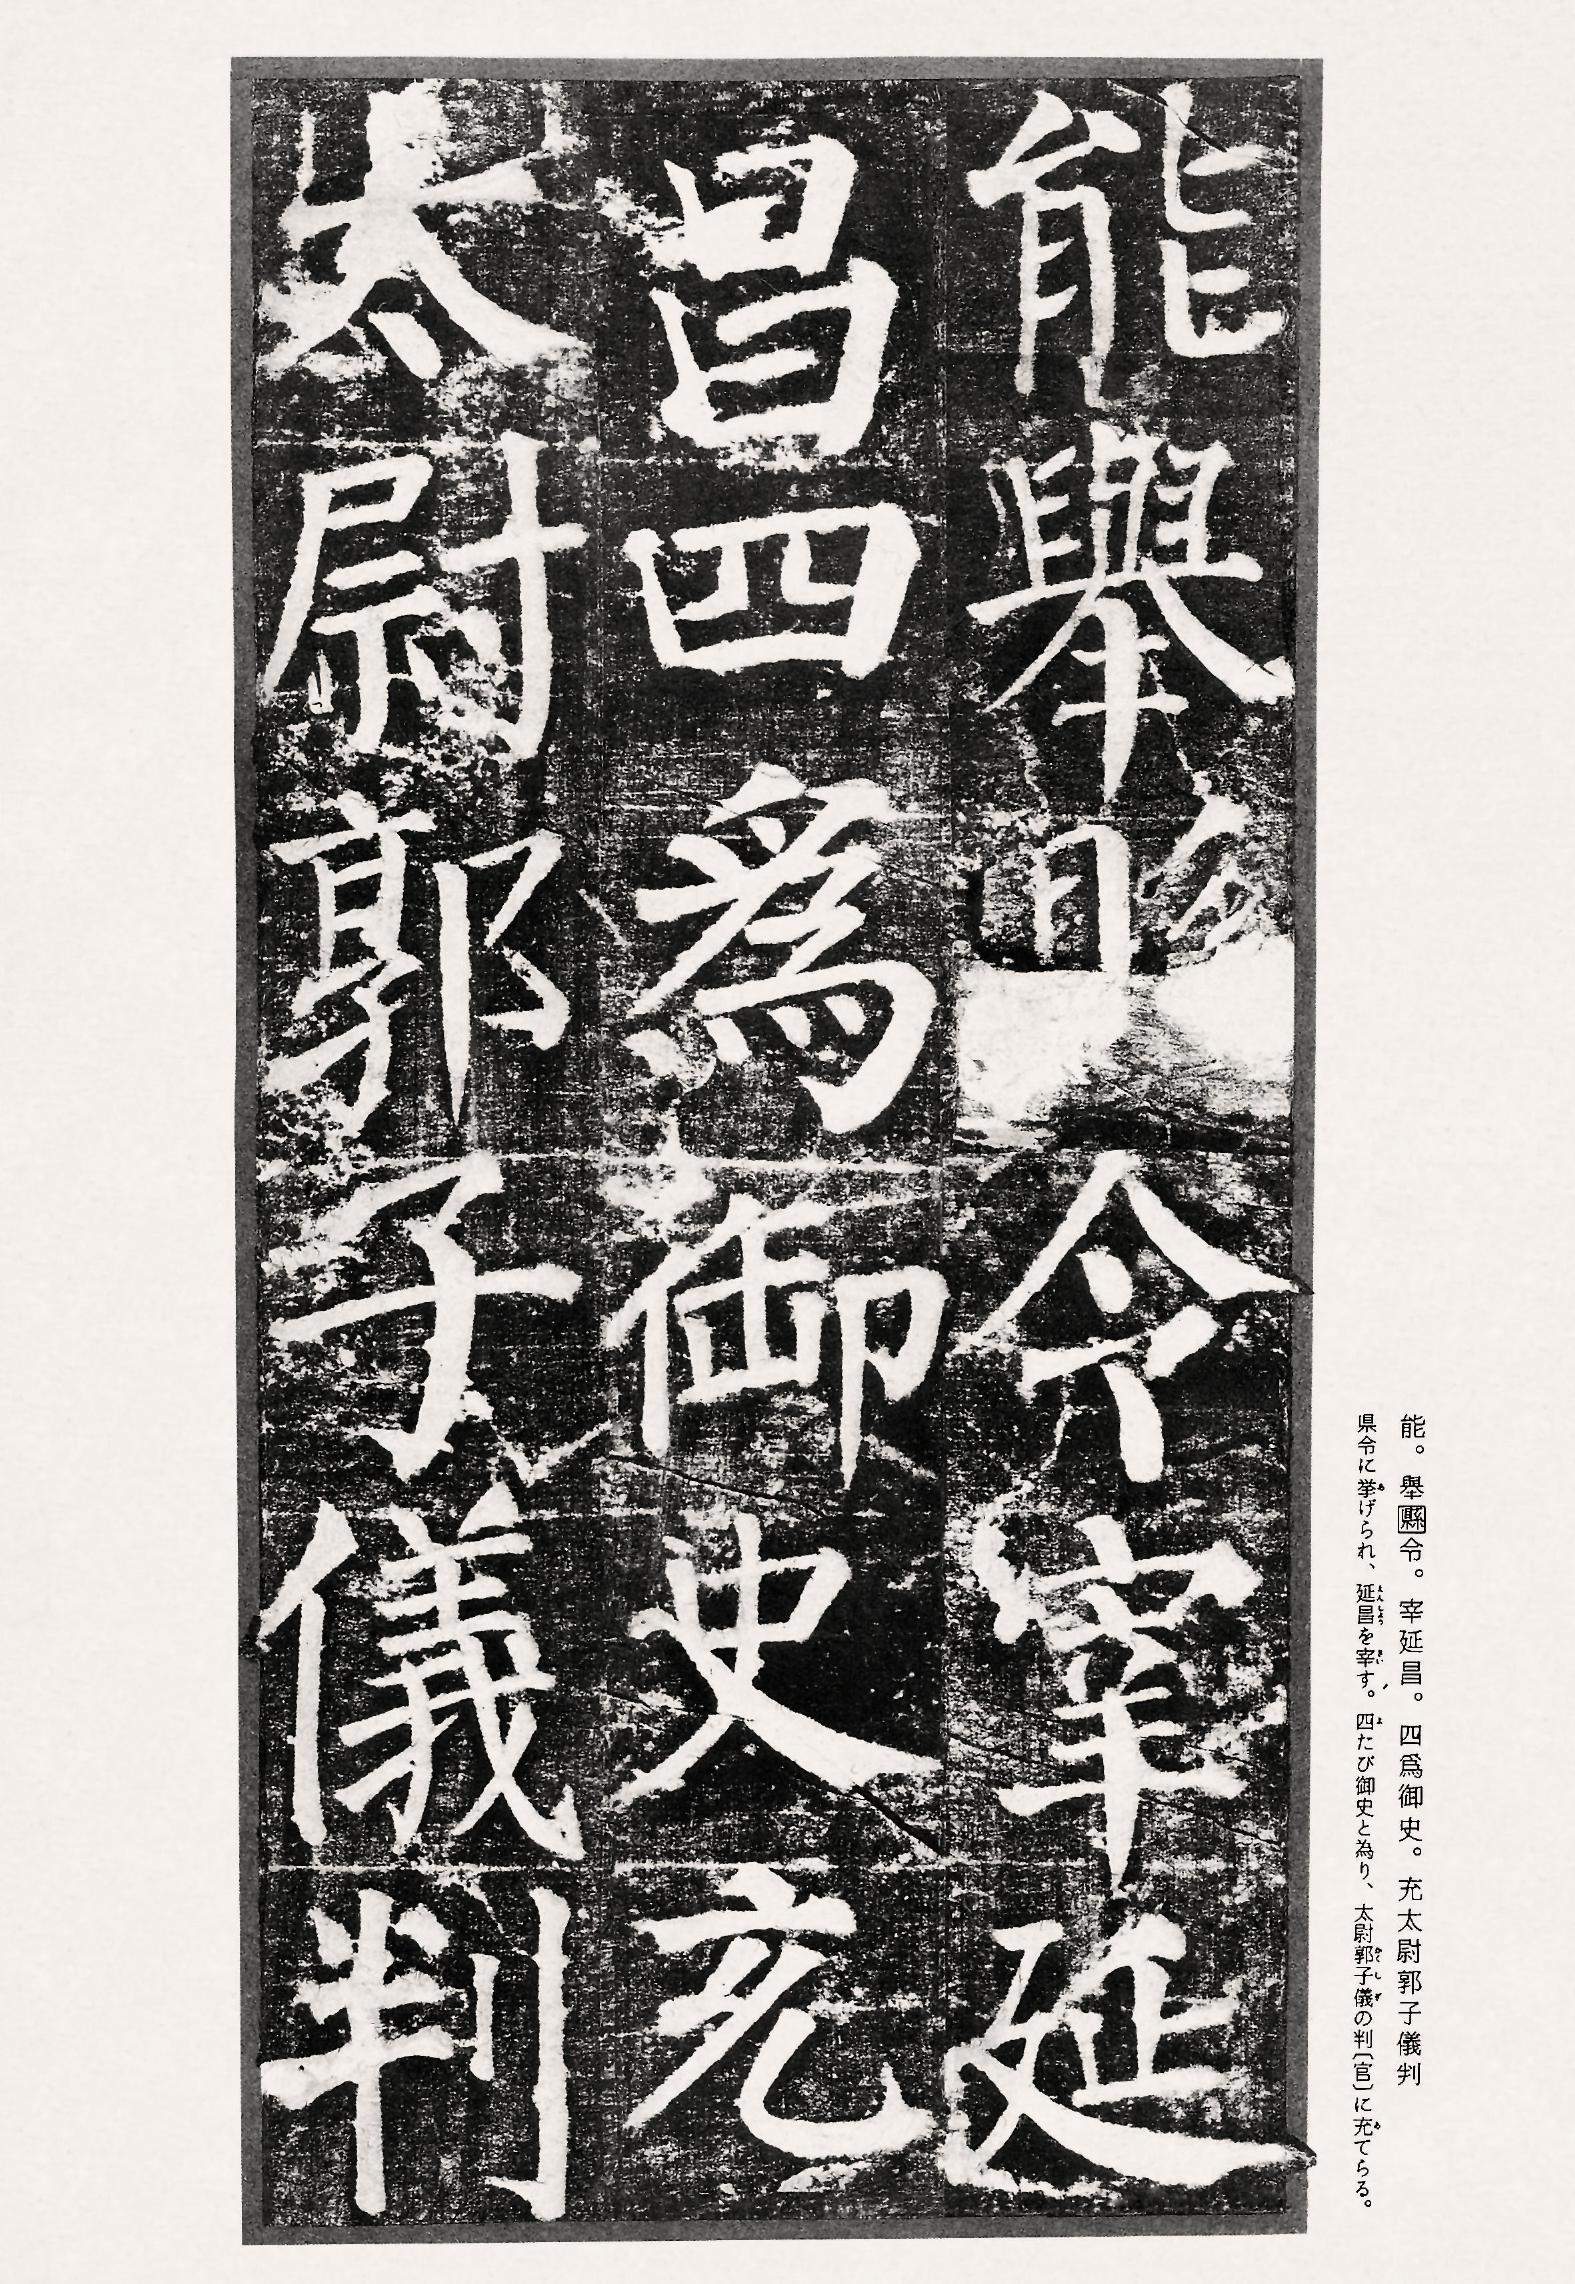 能舉縣令宰延
昌四爲御史充
太尉郭子儀判
能。舉縣令。宰延昌。四爲御史。充太尉郭子儀判
県令に挙げられ、延昌を宰す。四たび御史と為り、太尉郭子儀の判〔官〕に充てらる。